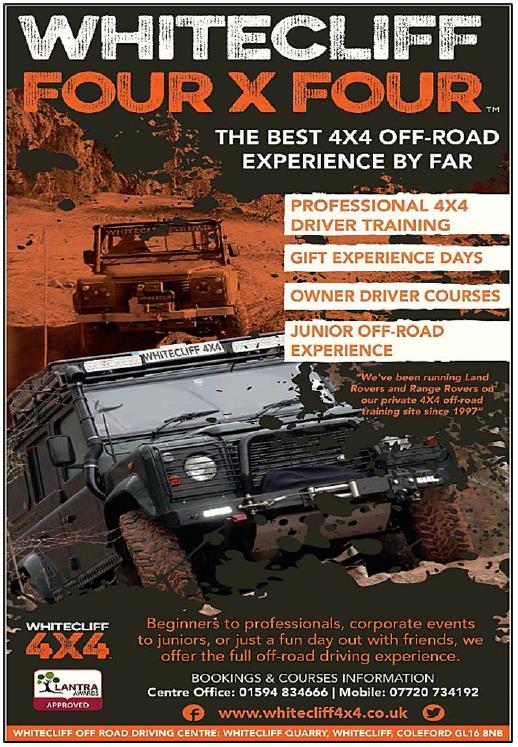 WHITECLIFF
FOUR X FOUR™
THE BEST 4X4 OFF-ROAD
EXPERIENCE BY FAR
PROFESSIONAL 4X4
DRIVER TRAINING
GIFT EXPERIENCE DAYS
OWNER DRIVER COURSES
JUNIOR OFF-ROAD
EXPERIENCE
WHITECLIFF 4X4
"We've been running Land
Rovers and Range Rovers on
our private 4X4 off-road
training site since 1997"
WHITECLIFF
4X4
Beginners to professionals, corporate events
to juniors, or just a fun day out with friends, we
offer the full off-road driving experience.
LANTRA
AWARDS
APPROVED
BOOKINGS & COURSES INFORMATION
Centre Office: 01594 834666 | Mobile: 07720 734192
www.whitecliff4x4.co.uk
WHITECLIFF OFF ROAD DRIVING CENTRE: WHITECLIFF QUARRY, WHITECLIFF, COLEFORD GL16 8NB